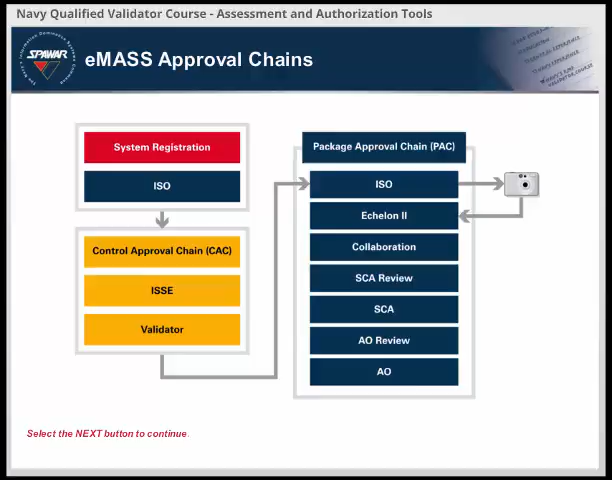 Navy Qualified Validator Course - Assessment and Authorization Tools
SPAWAR
eMASS Approval Chains
System Registration
ISO
Control Approval Chain (CAC)
ISSE
Validator
Package Approval Chain (PAC)
ISO
Echelon II
Collaboration
SCA Review
SCA
AO Review
AO
Select the NEXT button to continue.